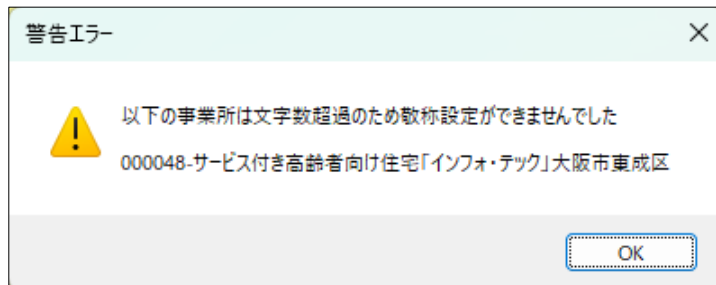 警告エラー
以下の事業所は文字数超過のため敬称設定ができませんでした
000048-サービス付き高齢者向け住宅「インフォ・テック」大阪市東成区
OK